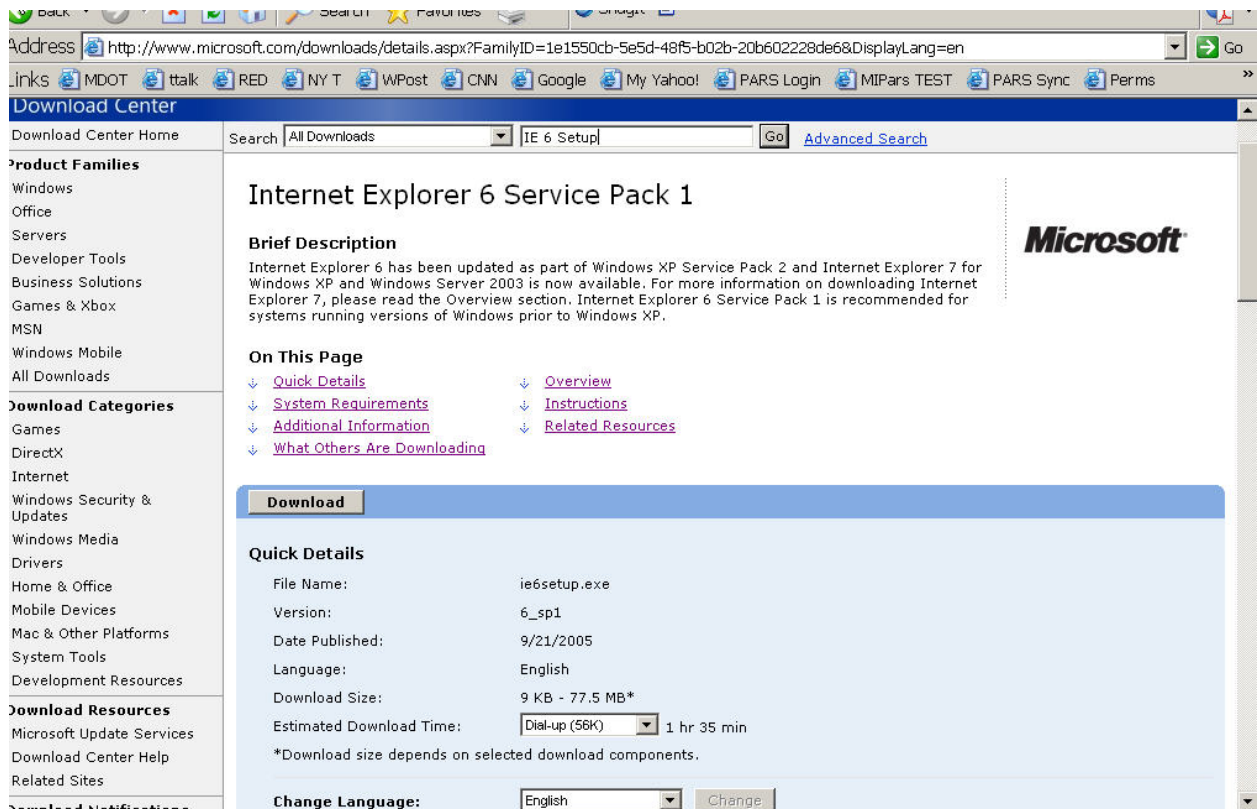 Back Search Favorites SnagIt
Address http://www.microsoft.com/downloads/details.aspx?FamilyID=1e1550cb-5e5d-48f5-b02b-20b602228de6&DisplayLang=en Go
Links MDOT ttalk RED NY T WPost CNN Google My Yahoo! PARS Login MIPars TEST PARS Sync Perms »
Download Center
Download Center Home
Product Families
Windows
Office
Servers
Developer Tools
Business Solutions
Games & Xbox
MSN
Windows Mobile
All Downloads
Download Categories
Games
DirectX
Internet
Windows Security &
Updates
Windows Media
Drivers
Home & Office
Mobile Devices
Mac & Other Platforms
System Tools
Development Resources
Download Resources
Microsoft Update Services
Download Center Help
Related Sites
Download Notifications
Search All Downloads IE 6 Setup Go Advanced Search
Internet Explorer 6 Service Pack 1
Microsoft
Brief Description
Internet Explorer 6 has been updated as part of Windows XP Service Pack 2 and Internet Explorer 7 for
Windows XP and Windows Server 2003 is now available. For more information on downloading Internet
Explorer 7, please read the Overview section. Internet Explorer 6 Service Pack 1 is recommended for
systems running versions of Windows prior to Windows XP.
On This Page
Quick Details Overview
System Requirements Instructions
Additional Information Related Resources
What Others Are Downloading
Download
Quick Details
File Name: ie6setup.exe
Version: 6_sp1
Date Published: 9/21/2005
Language: English
Download Size: 9 KB - 77.5 MB*
Estimated Download Time: Dial-up (56K) 1 hr 35 min
*Download size depends on selected download components.
Change Language: English Change